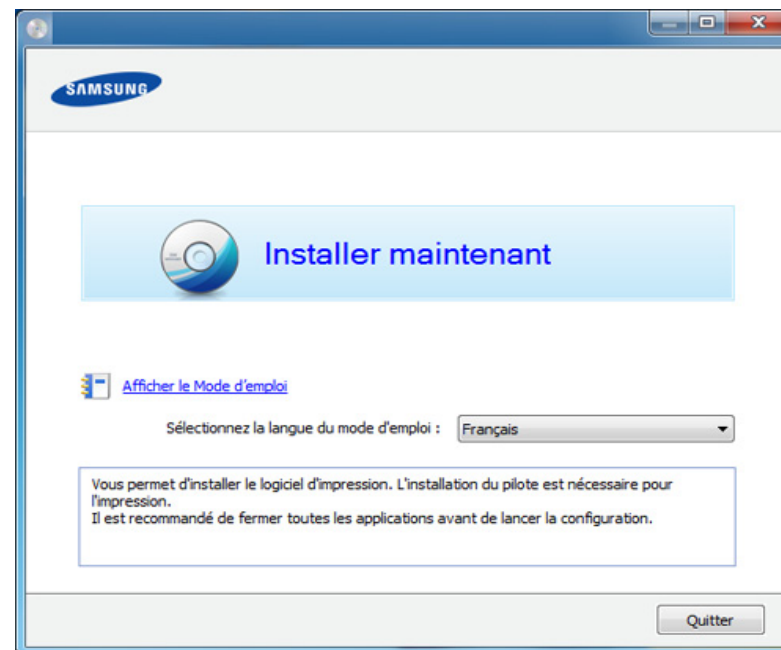 SAMSUNG
Installer maintenant
Afficher le Mode d'emploi
Sélectionnez la langue du mode d'emploi :
Français
Vous permet d'installer le logiciel d'impression. L'installation du pilote est nécessaire pour
l'impression.
Il est recommandé de fermer toutes les applications avant de lancer la configuration.
Quitter